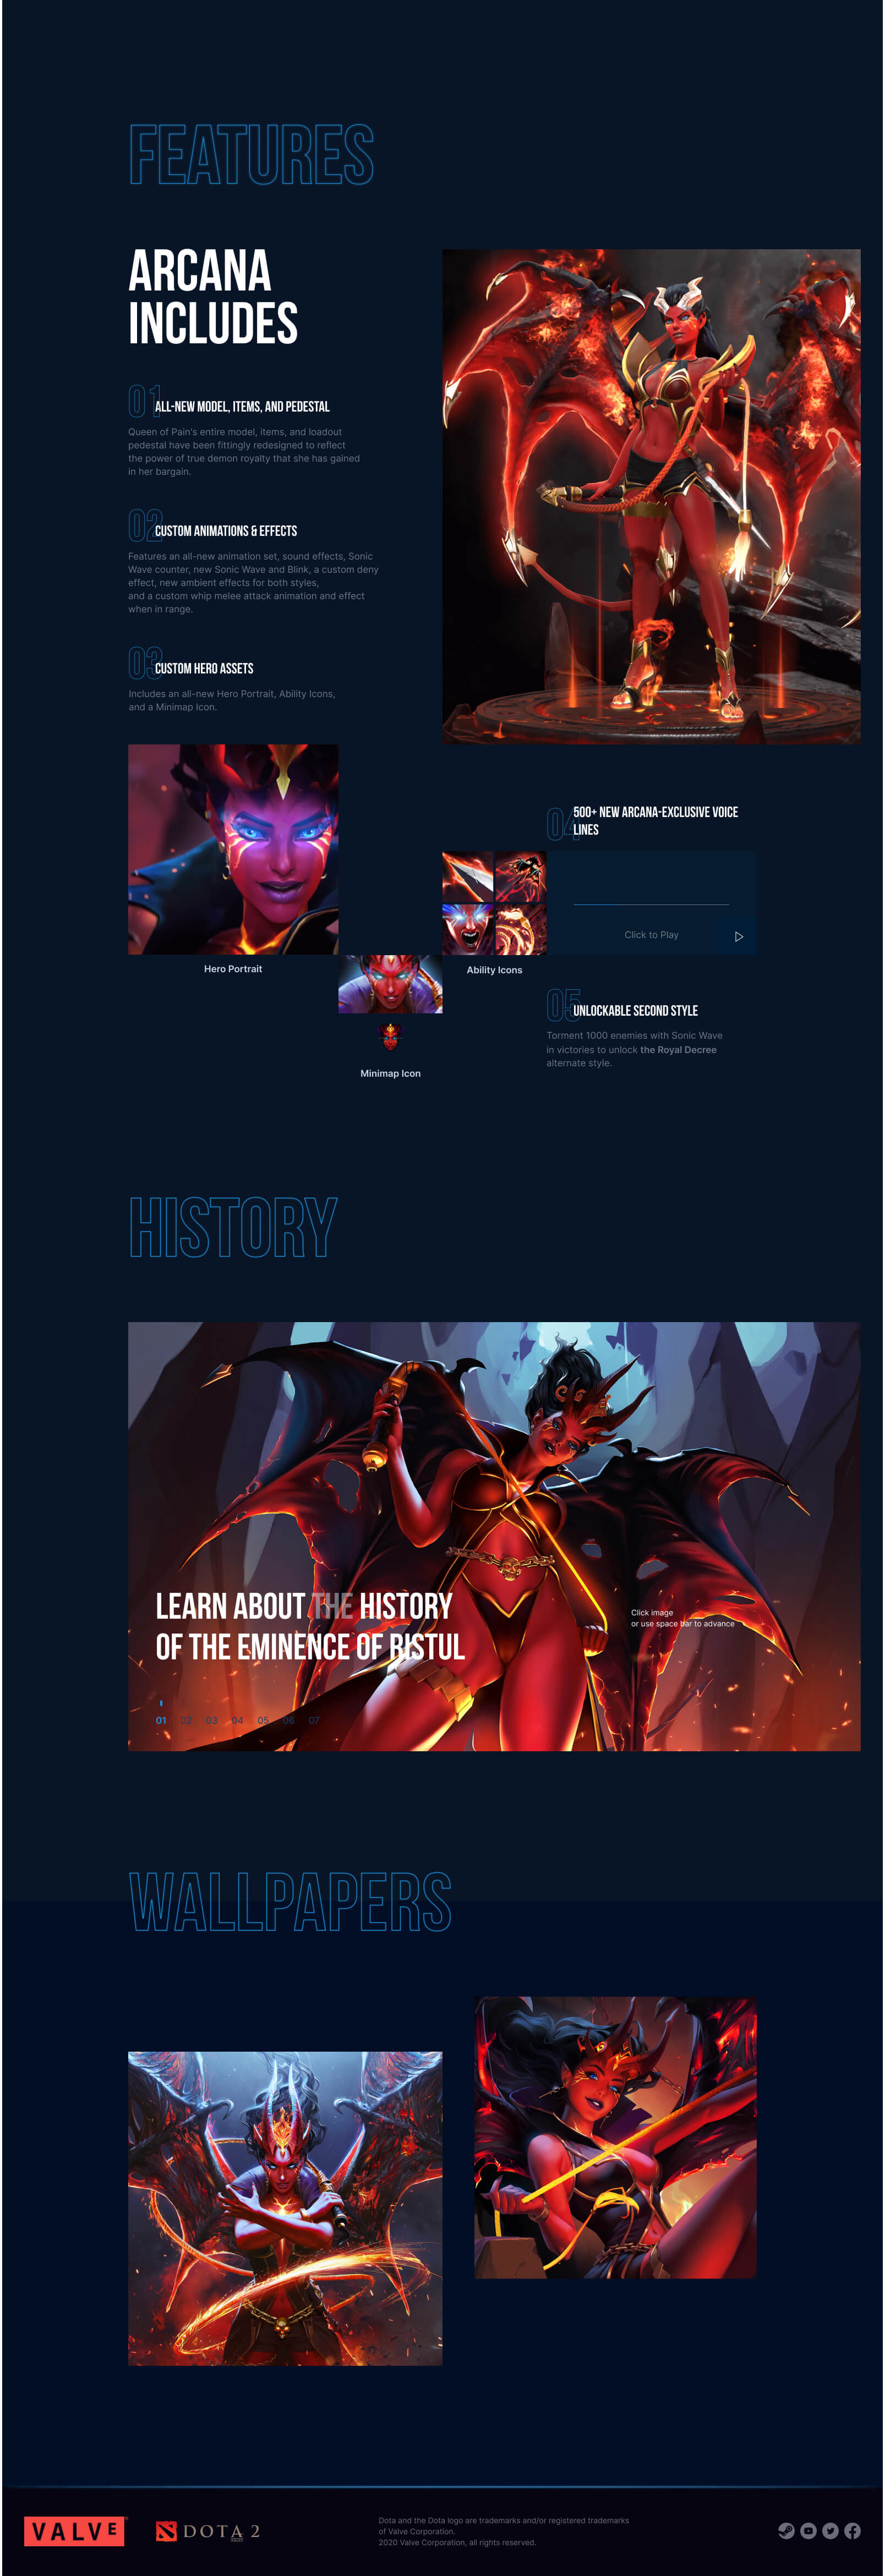 FEATURES
ARCANA
INCLUDES
01
ALL-NEW MODEL, ITEMS, AND PEDESTAL
Queen of Pain's entire model, items, and loadout
pedestal have been fittingly redesigned to reflect
the power of true demon royalty that she has gained
in her bargain.
02
CUSTOM ANIMATIONS & EFFECTS
Features an all-new animation set, sound effects, Sonic
Wave counter, new Sonic Wave and Blink, a custom deny
effect, new ambient effects for both styles,
and a custom whip melee attack animation and effect
when in range.
03
CUSTOM HERO ASSETS
Includes an all-new Hero Portrait, Ability Icons,
and a Minimap Icon.
Hero Portrait
Minimap Icon
Ability Icons
04
500+ NEW ARCANA-EXCLUSIVE VOICE
LINES
Click to Play
05
UNLOCKABLE SECOND STYLE
Torment 1000 enemies with Sonic Wave
in victories to unlock the Royal Decree
alternate style.
HISTORY
LEARN ABOUT THE HISTORY
OF THE EMINENCE OF RISTUL
Click image
or use space bar to advance
01 02 03 04 05 06 07
WALLPAPERS
VALVE
DOTA 2
Dota and the Dota logo are trademarks and/or registered trademarks
of Valve Corporation.
2020 Valve Corporation, all rights reserved.